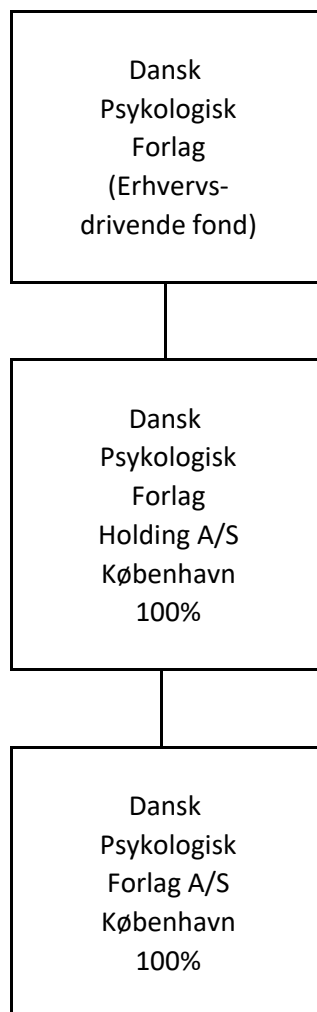 Dansk
Psykologisk
Forlag
(Erhvervs-
drivende fond)
Dansk
Psykologisk
Forlag
Holding A/S
København
100%
Dansk
Psykologisk
Forlag A/S
København
100%